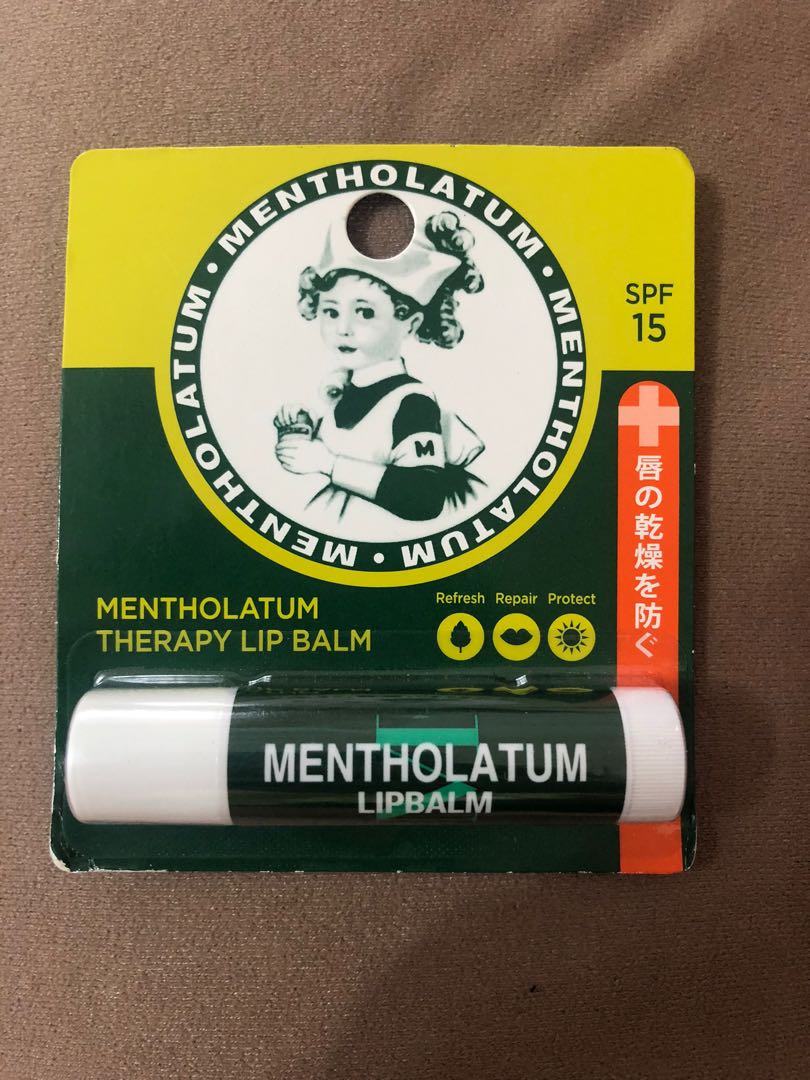 MENTHOLATUM • MENTHOLATUM • MENTHOLATUM • MENTHOLATUM •
SPF
15
M
唇の乾燥を防ぐ
MENTHOLATUM
THERAPY LIP BALM
Refresh Repair Protect
MENTHOLATUM
LIPBALM